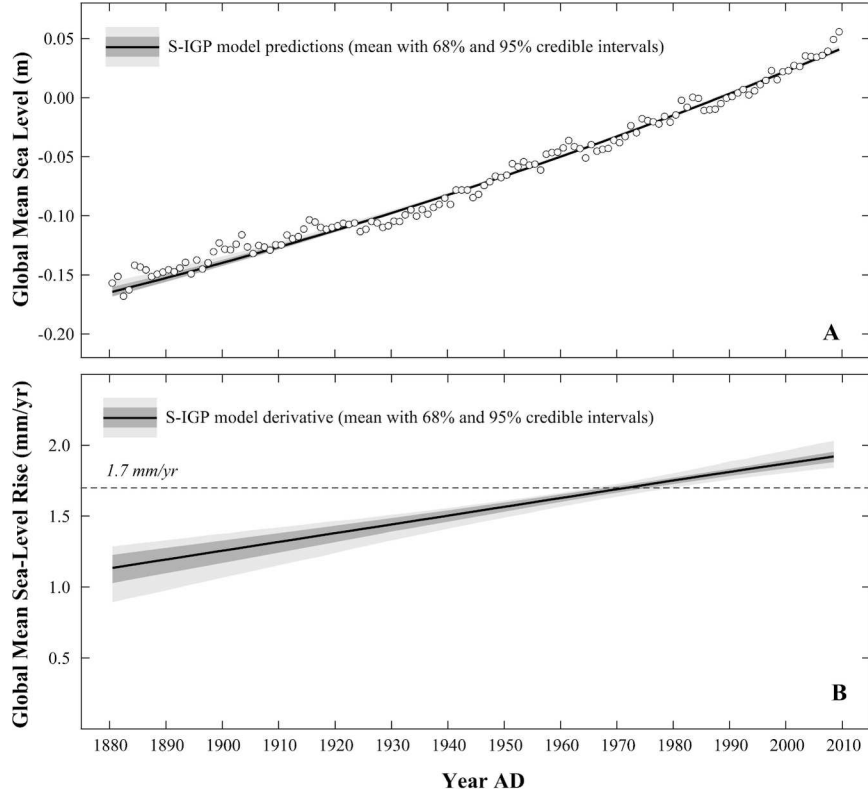 S-IGP model predictions (mean with 68% and 95% credible intervals)
Global Mean Sea Level (m)
0.05
0.00
-0.05
-0.10
-0.15
-0.20
A
S-IGP model derivative (mean with 68% and 95% credible intervals)
Global Mean Sea-Level Rise (mm/yr)
2.0
1.7 mm/yr
1.5
1.0
0.5
B
1880 1890 1900 1910 1920 1930 1940 1950 1960 1970 1980 1990 2000 2010
Year AD